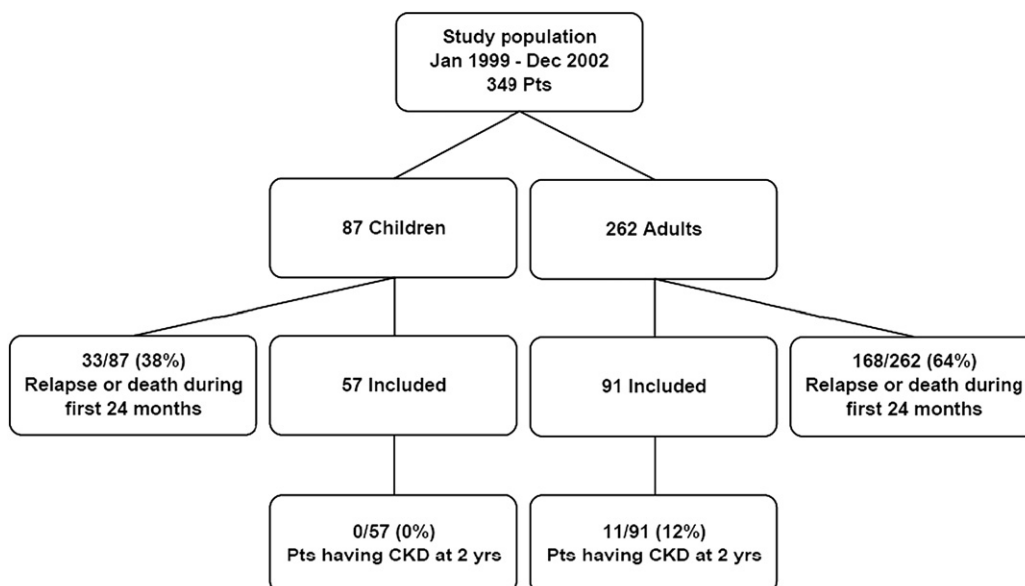 Study population
Jan 1999 - Dec 2002
349 Pts
87 Children
262 Adults
33/87 (38%)
Relapse or death during
first 24 months
57 Included
91 Included
168/262 (64%)
Relapse or death during
first 24 months
0/57 (0%)
Pts having CKD at 2 yrs
11/91 (12%)
Pts having CKD at 2 yrs